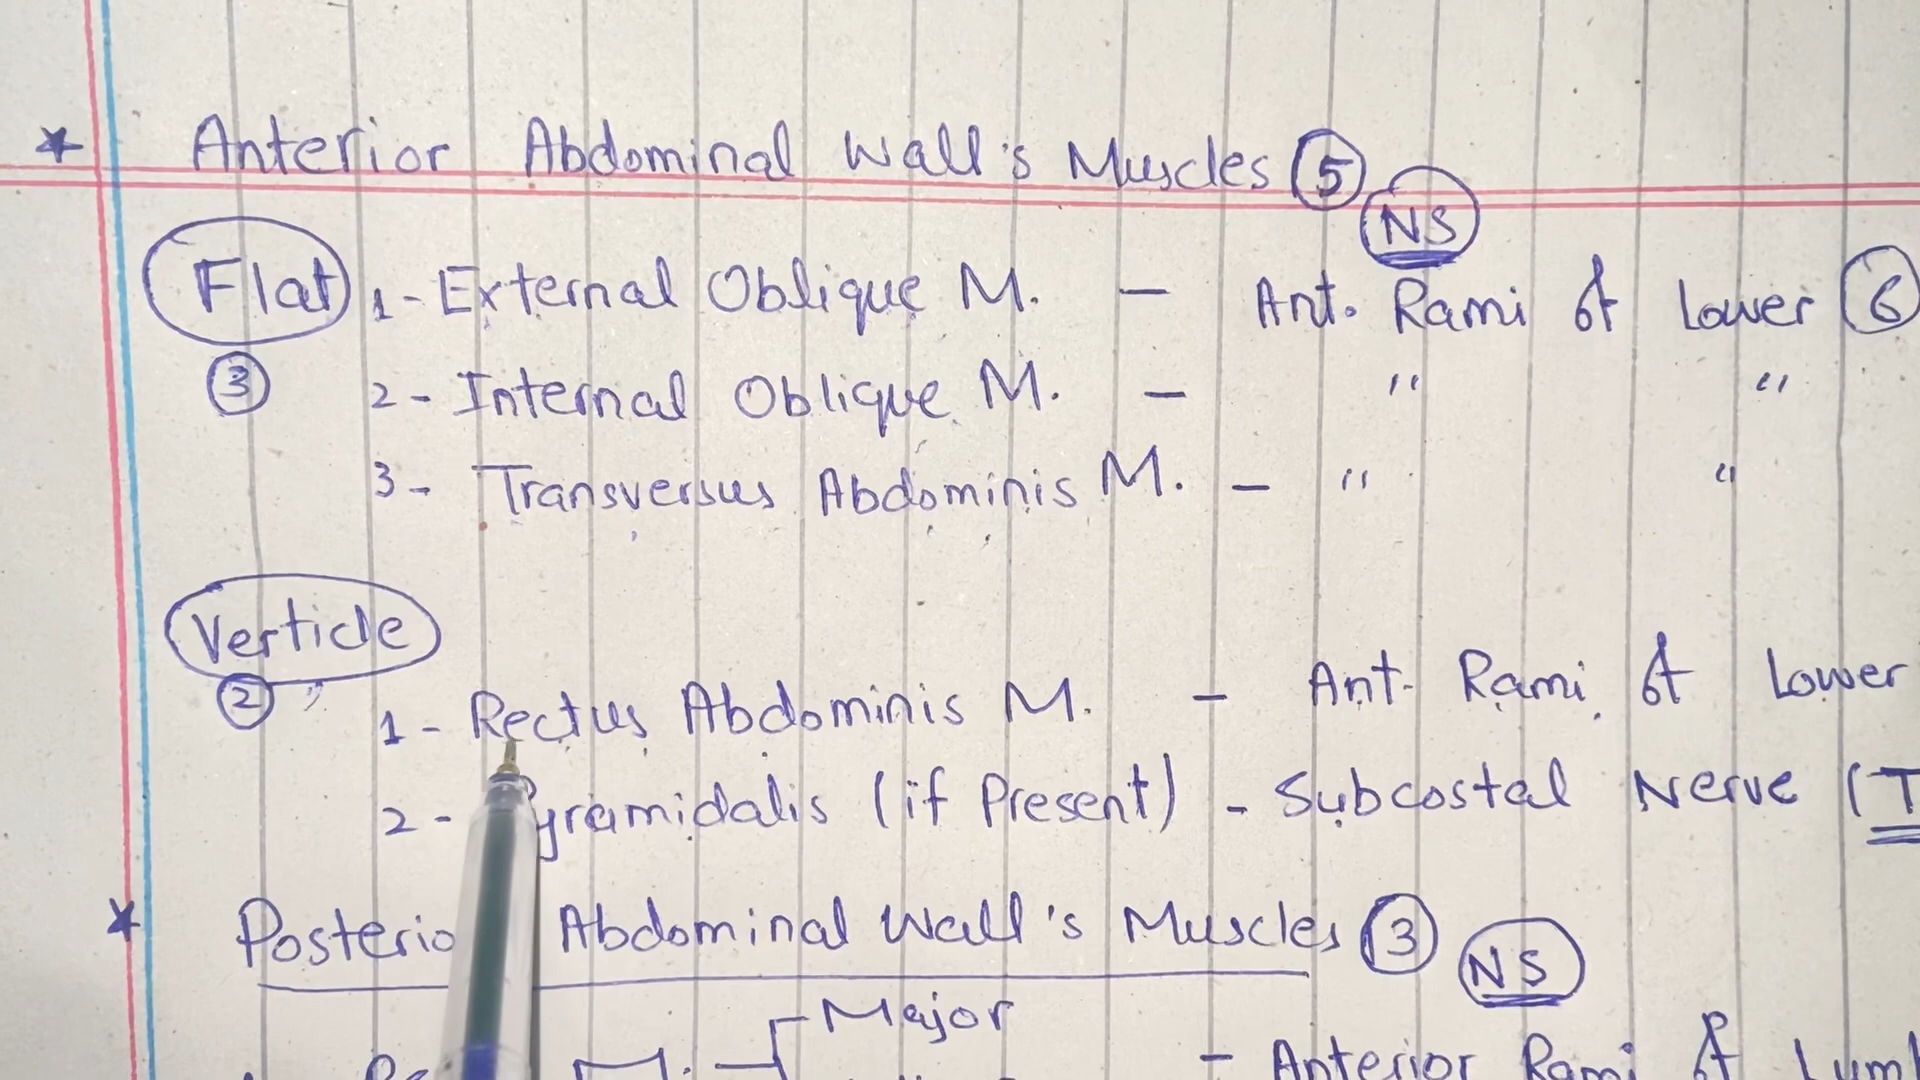 * Anterior Abdominal Wall's Muscles 5
NS
Flat 1- External Oblique M. — Ant. Rami of Lower 6
3 2- Internal Oblique M. — " "
3- Transversus Abdominis M. — " "
Verticle
2 1- Rectus Abdominis M. — Ant. Rami of Lower
2- Pyramidalis (if Present) - Subcostal Nerve (T
* Posterior Abdominal Wall's Muscles 3
NS
Major
M. — Anterior Rami of